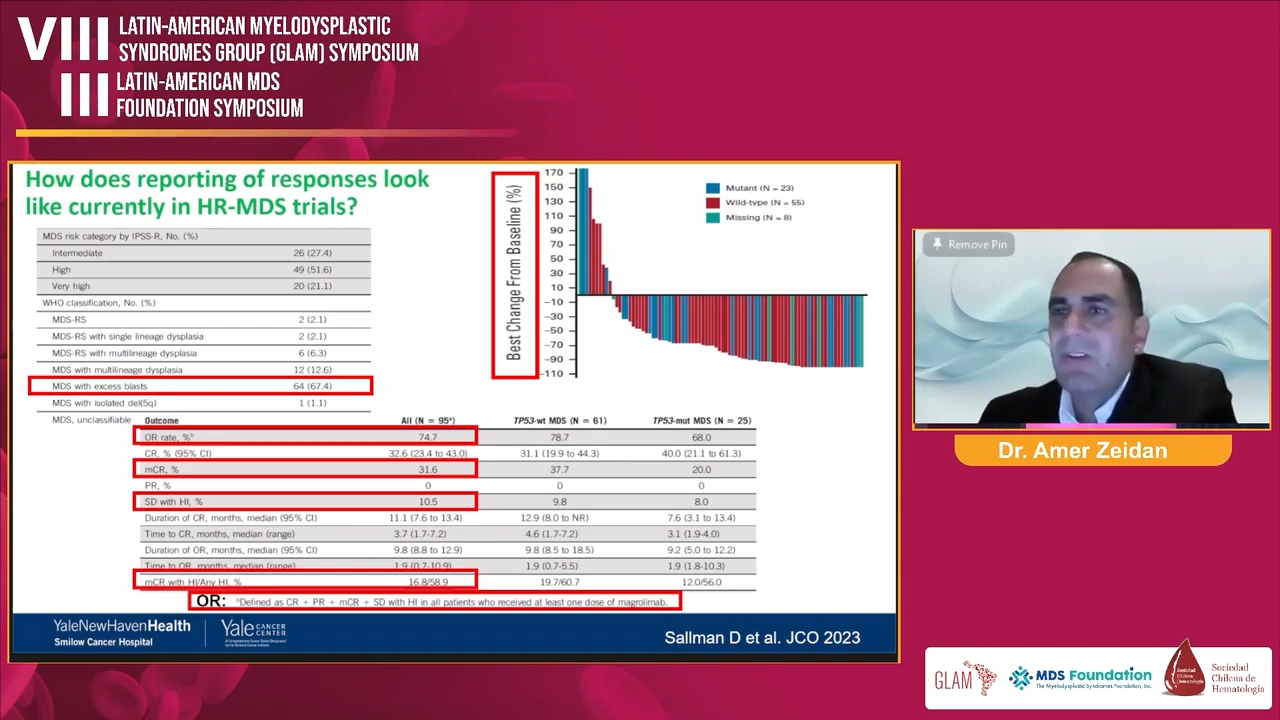 VIII LATIN-AMERICAN MYELODYSPLASTIC
SYNDROMES GROUP (GLAM) SYMPOSIUM
III LATIN-AMERICAN MDS
FOUNDATION SYMPOSIUM
How does reporting of responses look
like currently in HR-MDS trials?
MDS risk category by IPSS-R, No. (%)
Intermediate 26 (27.4)
High 49 (51.6)
Very high 20 (21.1)
WHO classification, No. (%)
MDS-RS 2 (2.1)
MDS-RS with single lineage dysplasia 2 (2.1)
MDS-RS with multilineage dysplasia 6 (6.3)
MDS with multilineage dysplasia 12 (12.6)
MDS with excess blasts 64 (67.4)
MDS with isolated del(5q) 1 (1.1)
MDS, unclassifiable
Best Change From Baseline (%)
170
150
130
110
90
70
50
30
10
–10
–30
–50
–70
–90
–110
Mutant (N = 23)
Wild-type (N = 55)
Missing (N = 8)
Outcome All (N = 95ᵃ) TP53-wt MDS (N = 61) TP53-mut MDS (N = 25)
OR rate, %ᵇ 74.7 78.7 68.0
CR, % (95% CI) 32.6 (23.4 to 43.0) 31.1 (19.9 to 44.3) 40.0 (21.1 to 61.3)
mCR, % 31.6 37.7 20.0
PR, % 0 0 0
SD with HI, % 10.5 9.8 8.0
Duration of CR, months, median (95% CI) 11.1 (7.6 to 13.4) 12.9 (8.0 to NR) 7.6 (3.1 to 13.4)
Time to CR, months, median (range) 3.7 (1.7-7.2) 4.6 (1.7-7.2) 3.1 (1.9-4.0)
Duration of OR, months, median (95% CI) 9.8 (8.8 to 12.9) 9.8 (8.5 to 18.5) 9.2 (5.0 to 12.2)
Time to OR, months, median (range) 1.9 (0.7-10.9) 1.9 (0.7-5.5) 1.9 (1.8-10.3)
mCR with HI/Any HI, % 16.8/58.9 19.7/60.7 12.0/56.0
OR: ᵇDefined as CR + PR + mCR + SD with HI in all patients who received at least one dose of magrolimab.
YaleNewHavenHealth
Smilow Cancer Hospital
Yale CANCER
CENTER
Sallman D et al. JCO 2023
Remove Pin
Dr. Amer Zeidan
GLAM
MDS Foundation
The Myelodysplastic Syndromes Foundation, Inc.
Sociedad
Chilena de
Hematología
Sociedad
Chilena
de Hematología